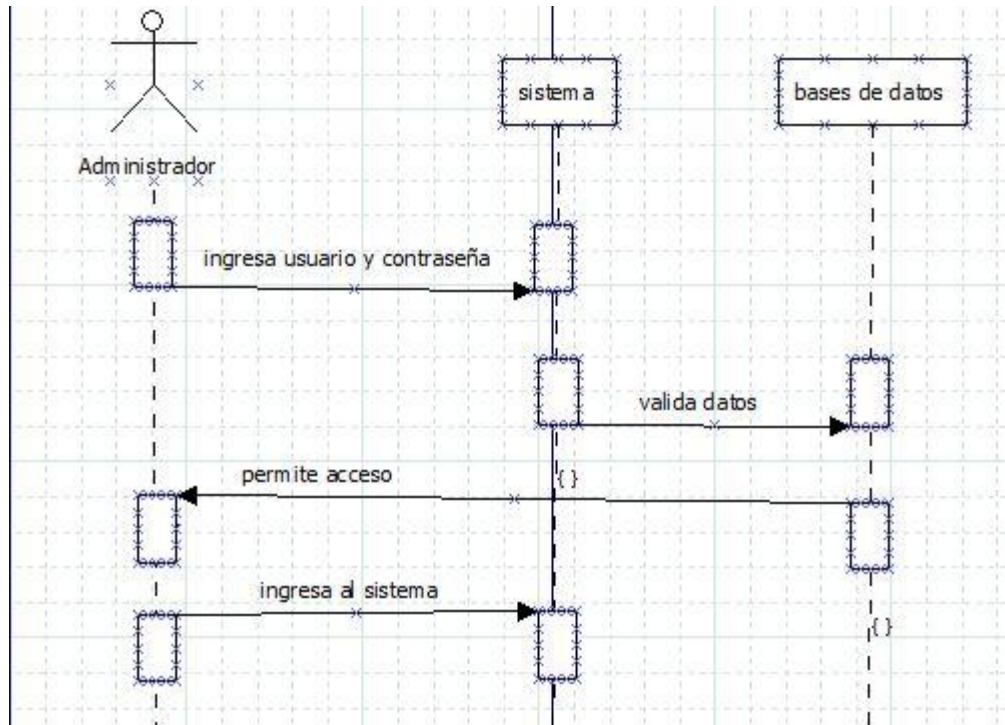 sistema
bases de datos
Administrador
ingresa usuario y contraseña
valida datos
permite acceso
{ }
ingresa al sistema
{ }